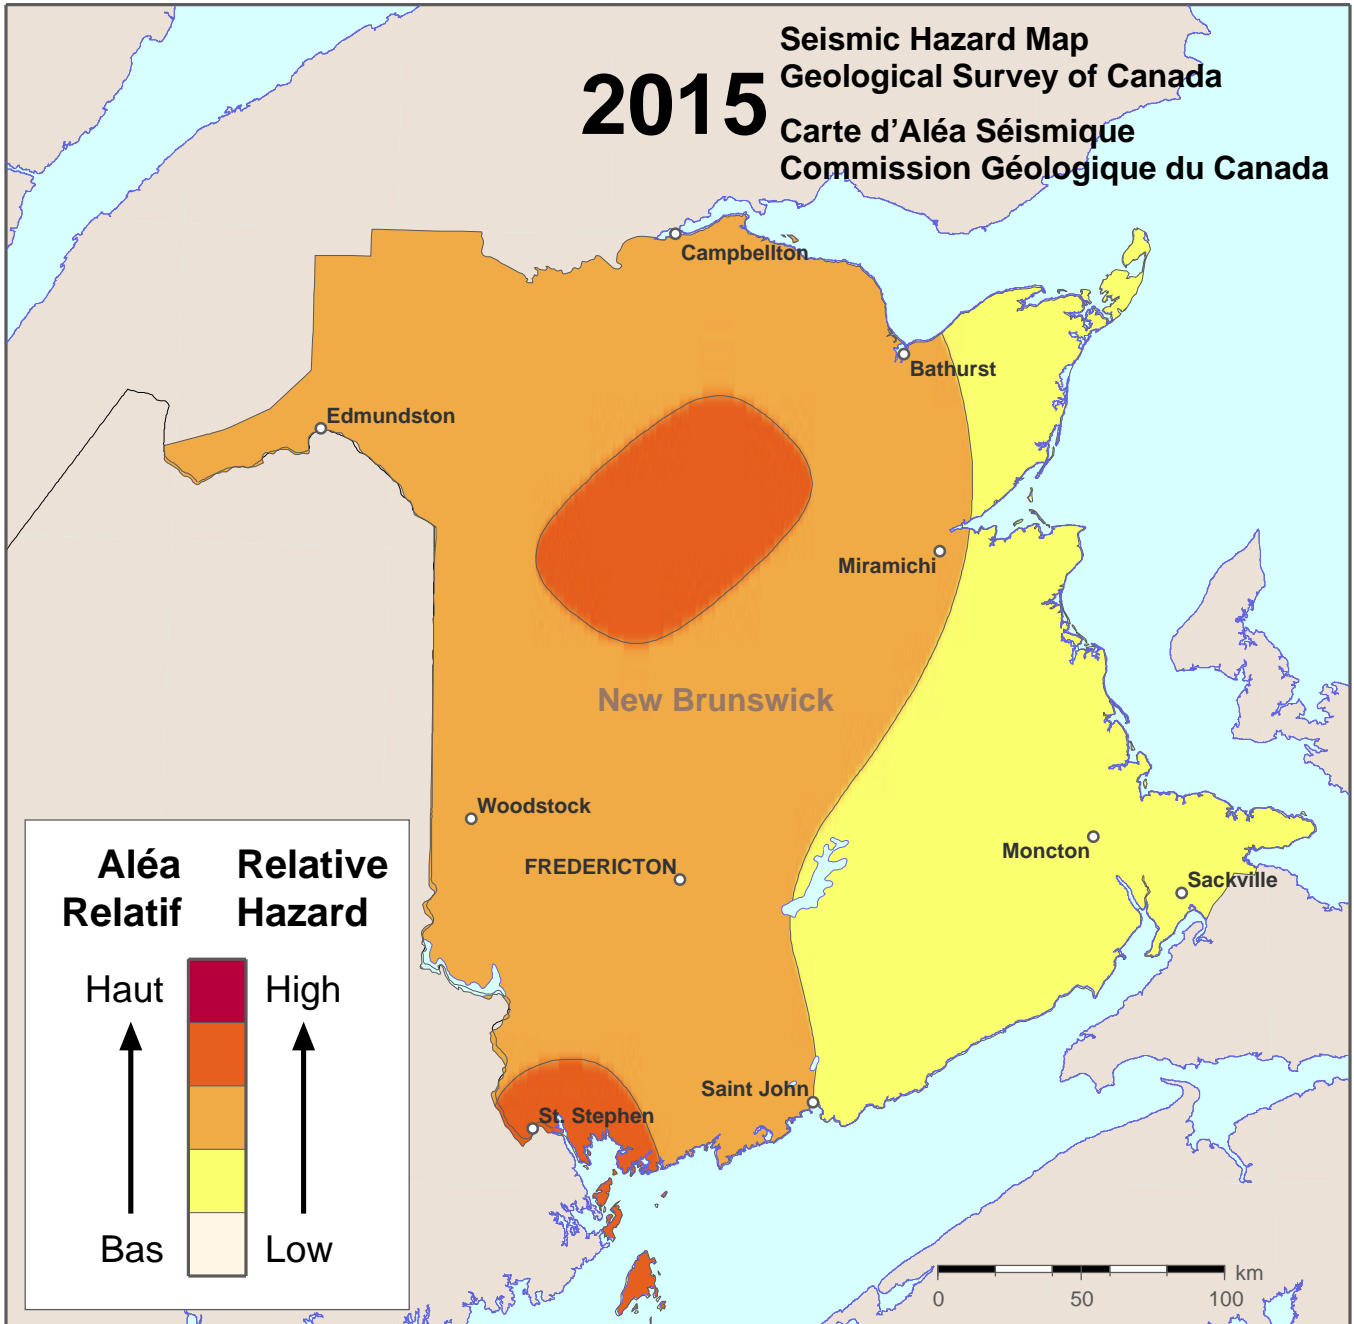 2015
Seismic Hazard Map
Geological Survey of Canada
Carte d'Aléa Séismique
Commission Géologique du Canada
Campbellton
Bathurst
Edmundston
Miramichi
New Brunswick
Woodstock
FREDERICTON
Moncton
Sackville
Saint John
St. Stephen
Aléa Relatif
Relative Hazard
Haut
High
Bas
Low
km
0 50 100